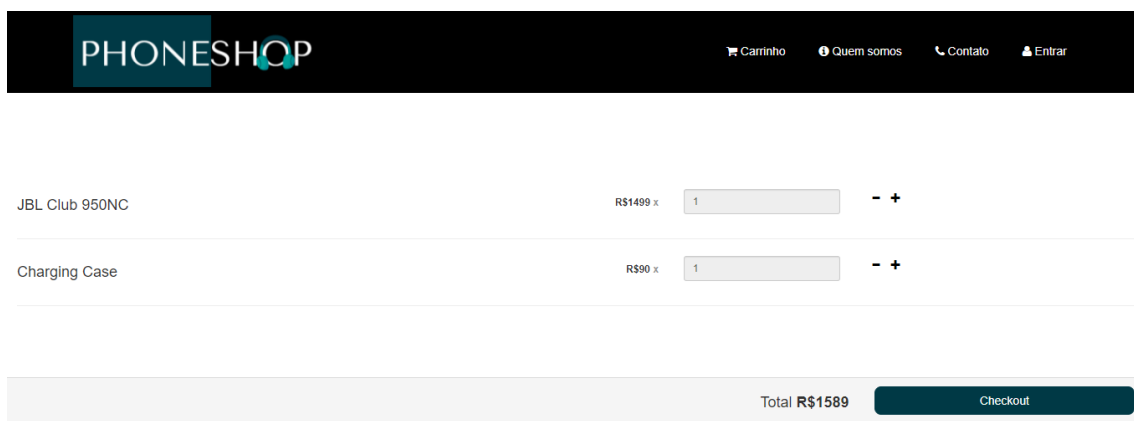 PHONESHOP
Carrinho Quem somos Contato Entrar
JBL Club 950NC R$1499 x 1 - +
Charging Case R$90 x 1 - +
Total R$1589 Checkout